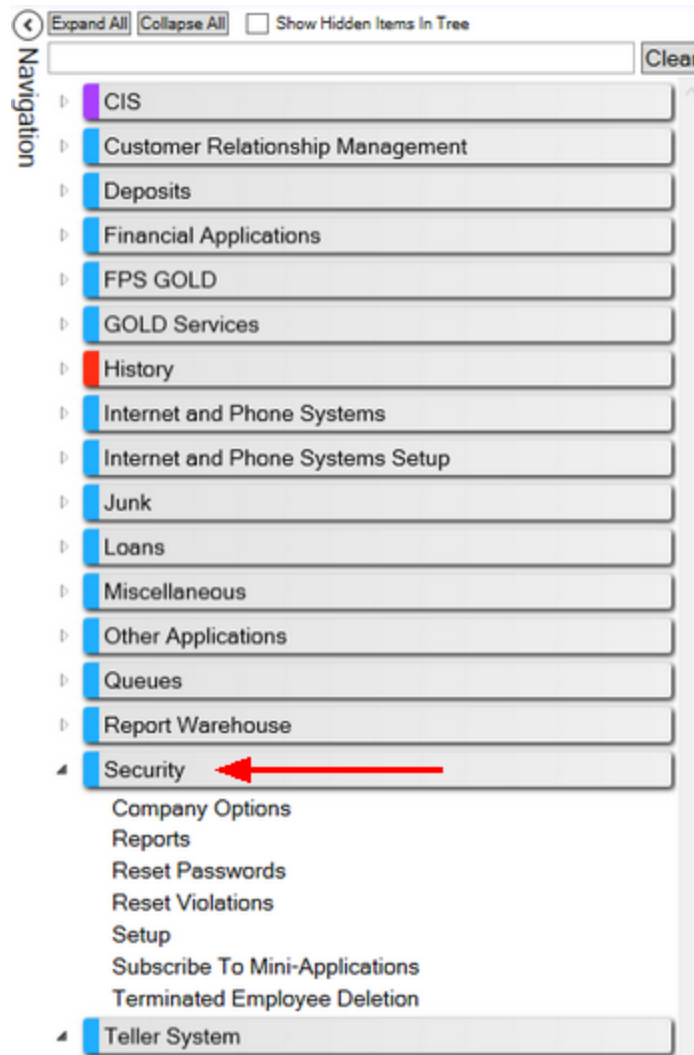 Expand All Collapse All Show Hidden Items In Tree
Clear
Navigation
CIS
Customer Relationship Management
Deposits
Financial Applications
FPS GOLD
GOLD Services
History
Internet and Phone Systems
Internet and Phone Systems Setup
Junk
Loans
Miscellaneous
Other Applications
Queues
Report Warehouse
Security
Company Options
Reports
Reset Passwords
Reset Violations
Setup
Subscribe To Mini-Applications
Terminated Employee Deletion
Teller System